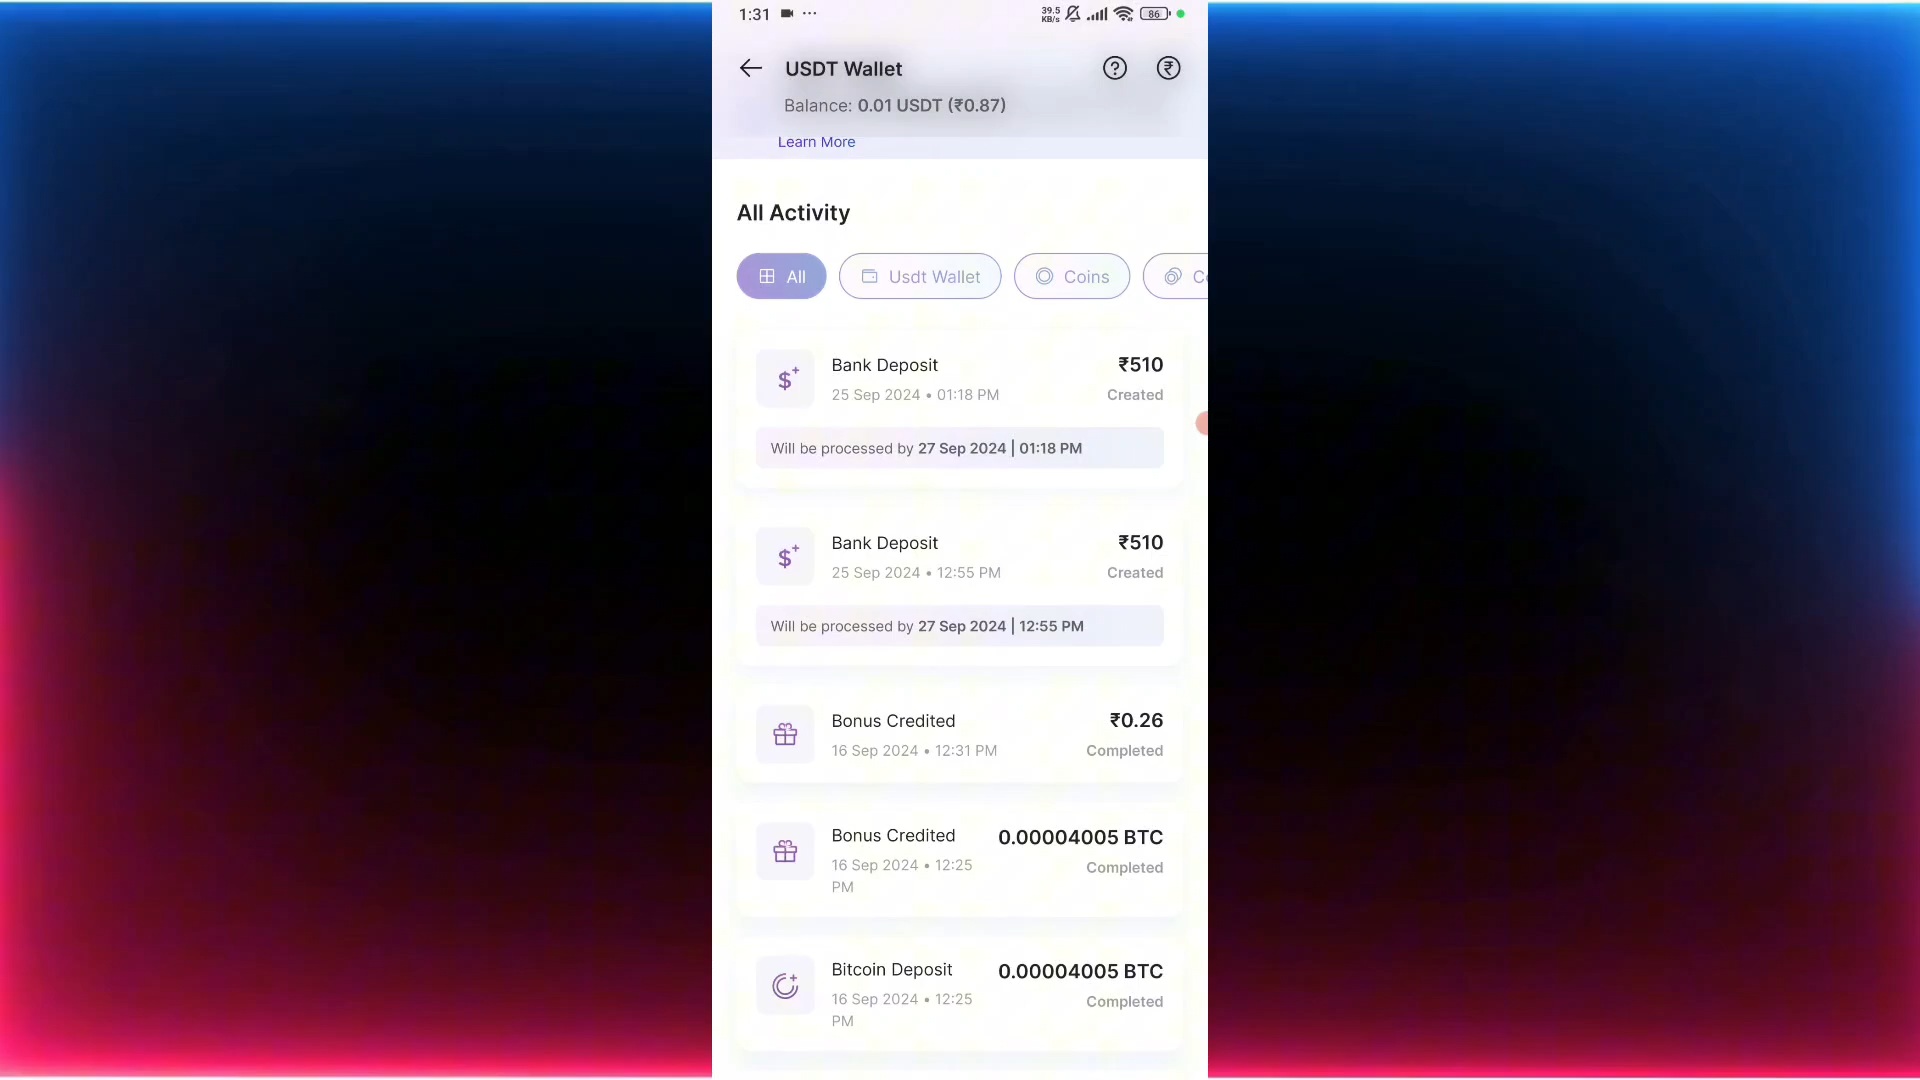 1:31
39.5
KB/s
86
USDT Wallet
Balance: 0.01 USDT (₹0.87)
Learn More
All Activity
All
Usdt Wallet
Coins
Bank Deposit
₹510
25 Sep 2024 • 01:18 PM
Created
Will be processed by 27 Sep 2024 | 01:18 PM
Bank Deposit
₹510
25 Sep 2024 • 12:55 PM
Created
Will be processed by 27 Sep 2024 | 12:55 PM
Bonus Credited
₹0.26
16 Sep 2024 • 12:31 PM
Completed
Bonus Credited
0.00004005 BTC
16 Sep 2024 • 12:25
PM
Completed
Bitcoin Deposit
0.00004005 BTC
16 Sep 2024 • 12:25
PM
Completed